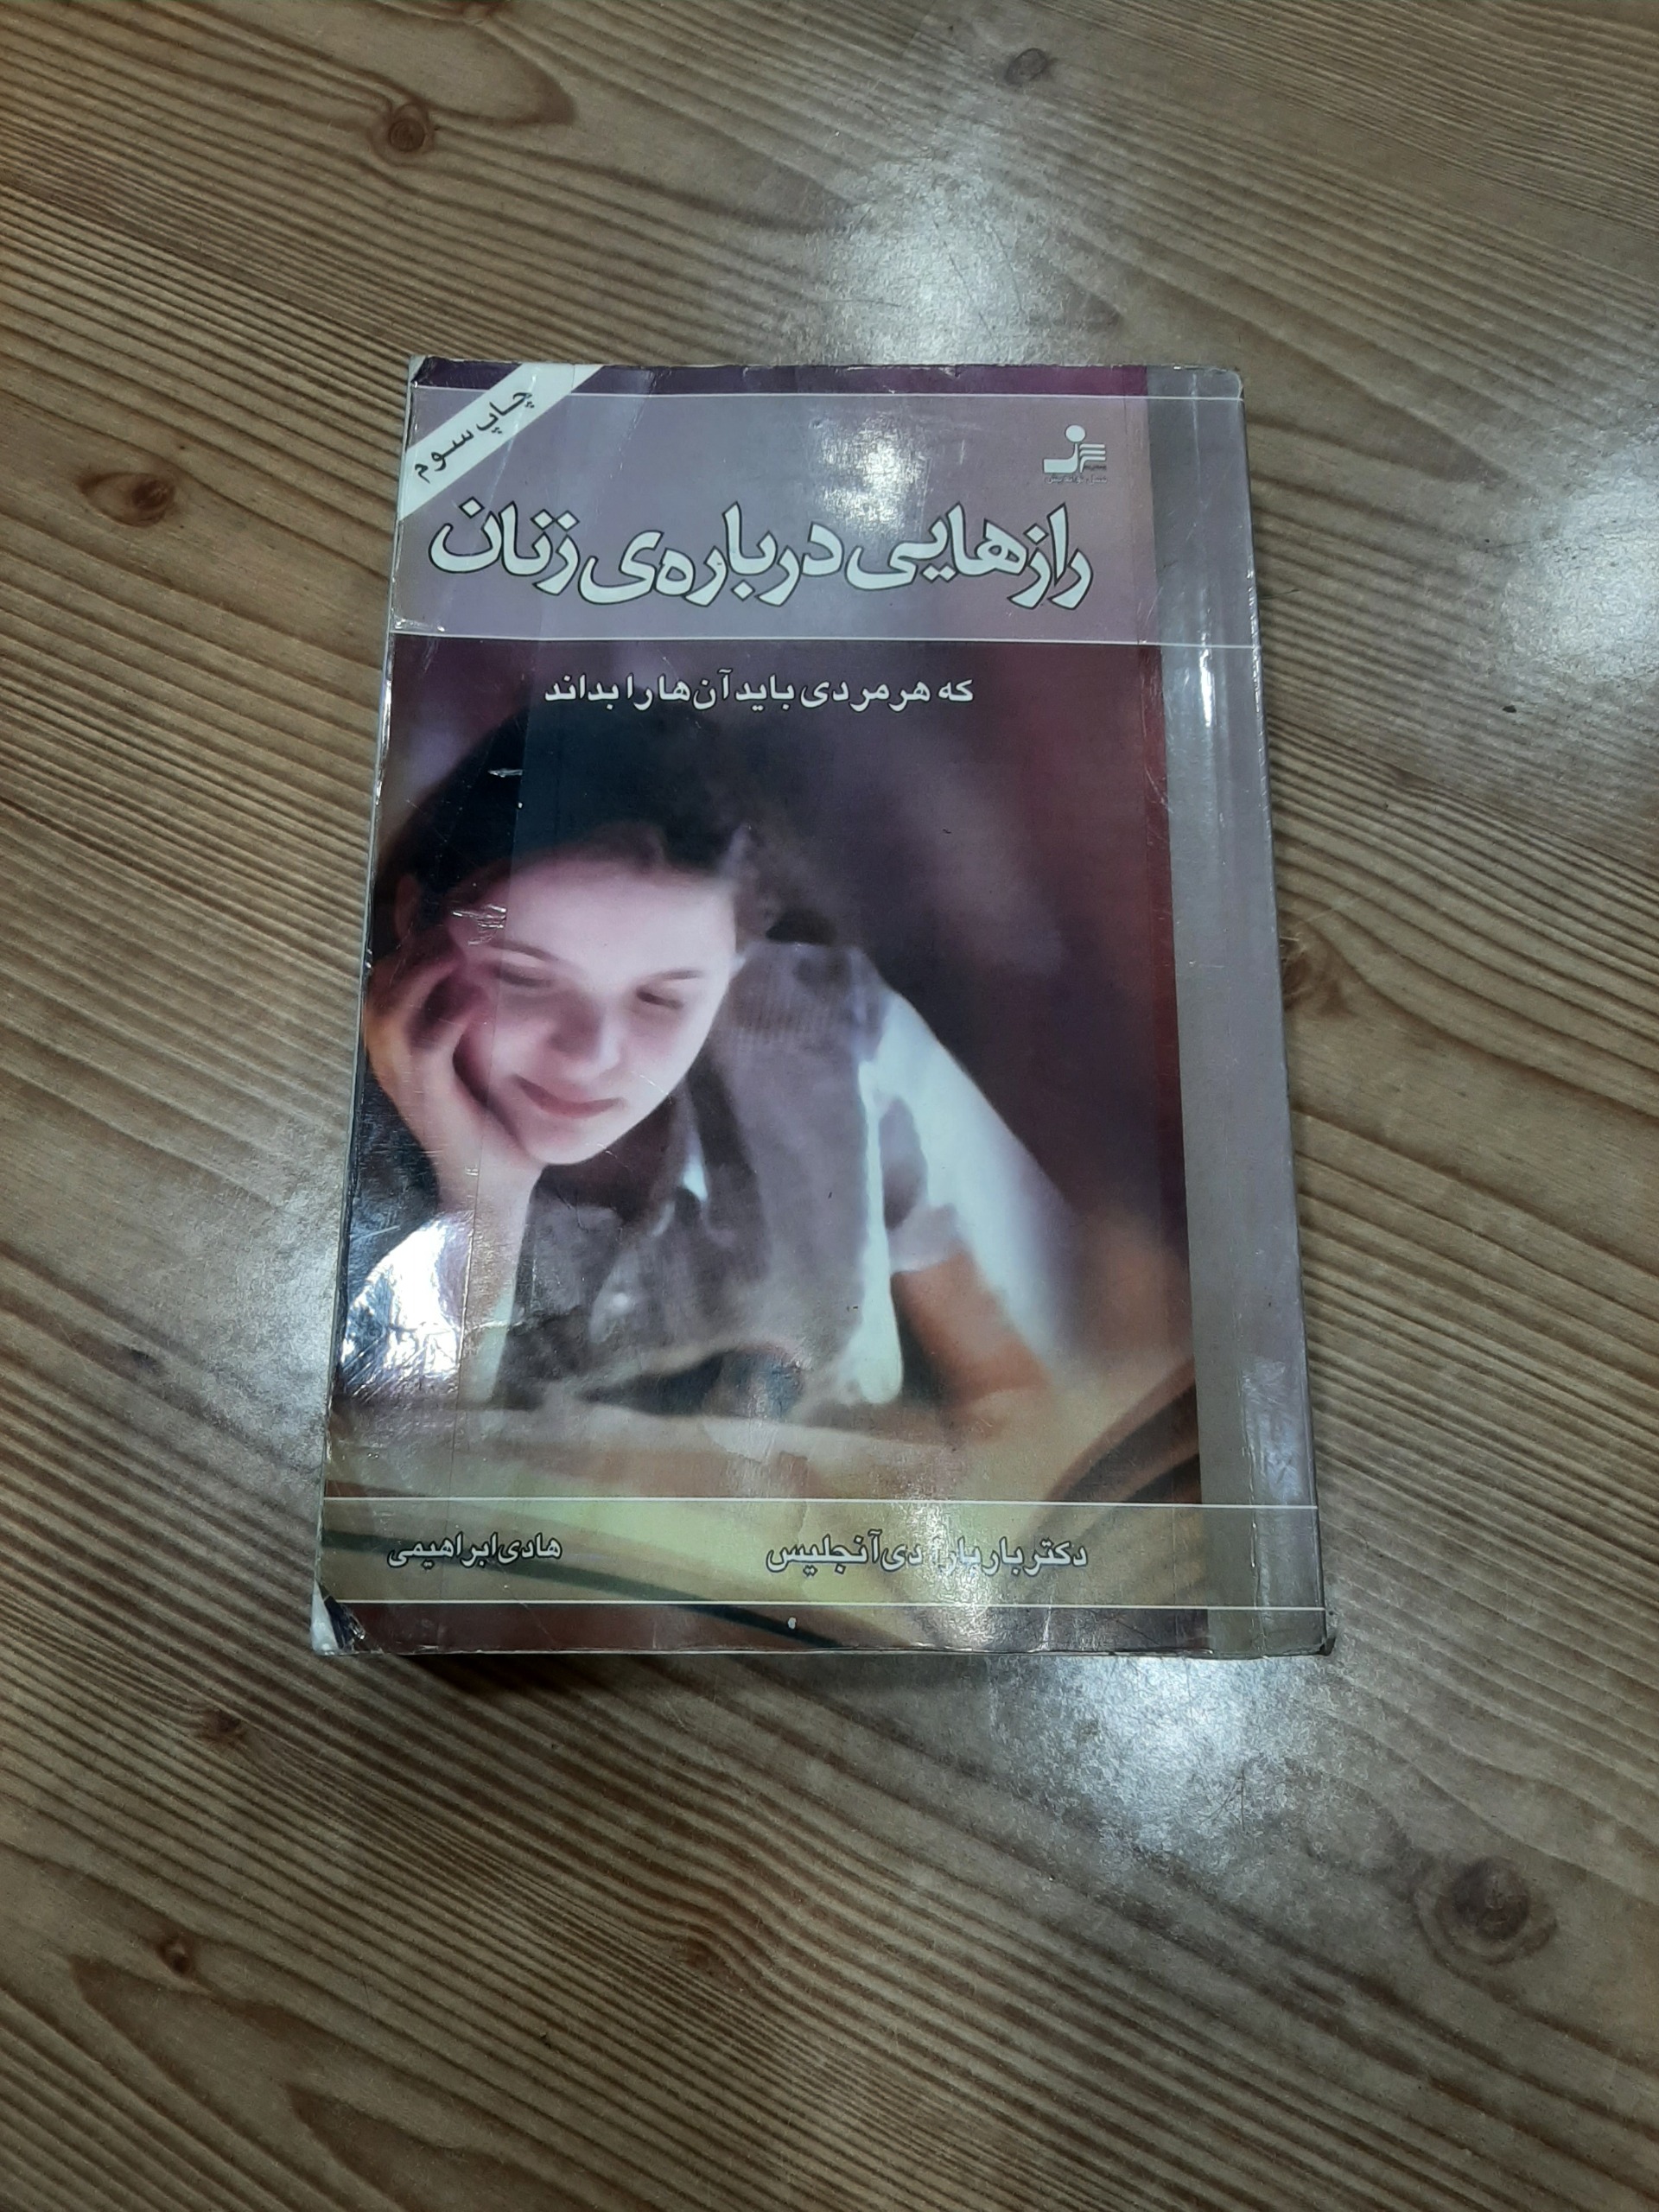 چاپ سوم
رازهایی درباره‌ی زنان
که هر مردی باید آن‌ها را بداند
دکتر باربارا دی آنجلیس
هادی ابراهیمی